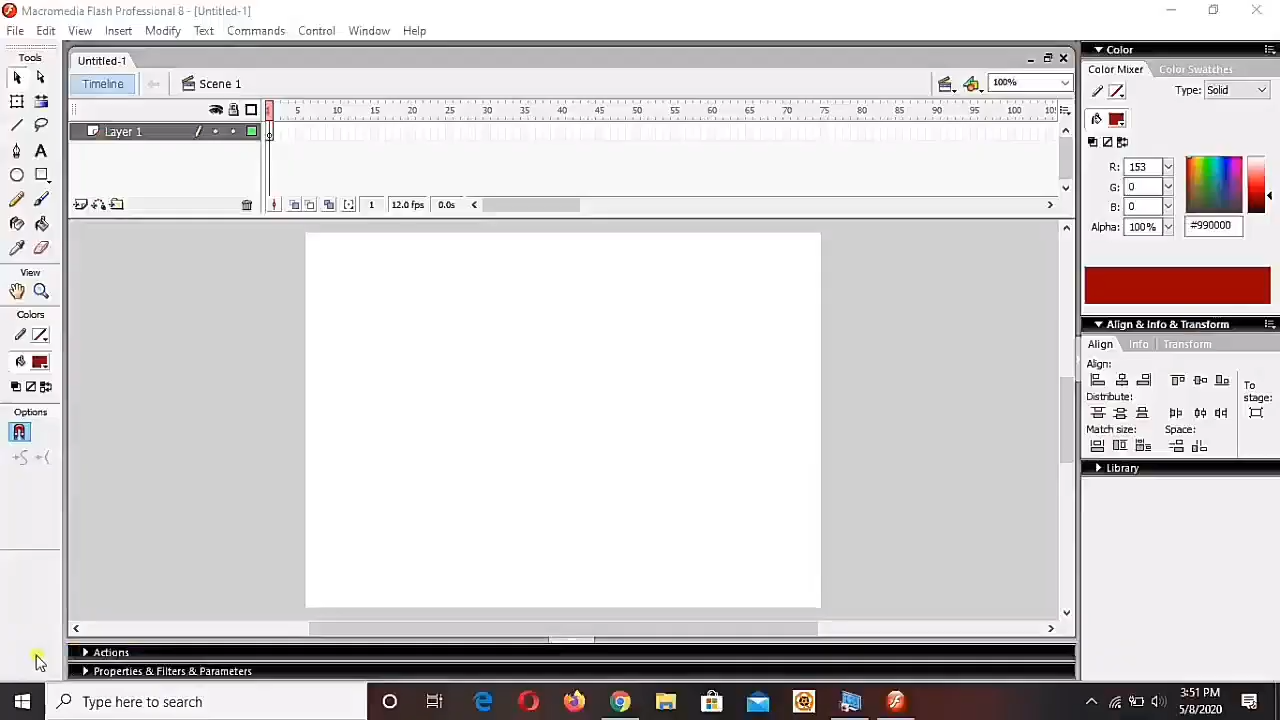 Macromedia Flash Professional 8 - [Untitled-1]
File Edit View Insert Modify Text Commands Control Window Help
Tools
Untitled-1
Timeline
Scene 1
100%
5 10 15 20 25 30 35 40 45 50 55 60 65 70 75 80 85 90 95 100 105
Layer 1
1 12.0 fps 0.0s
View
Colors
Options
Color
Color Mixer Color Swatches
Type: Solid
R: 153
G: 0
B: 0
Alpha: 100% #990000
Align & Info & Transform
Align Info Transform
Align:
To stage:
Distribute:
Match size: Space:
Library
Actions
Properties & Filters & Parameters
Type here to search
3:51 PM
5/8/2020